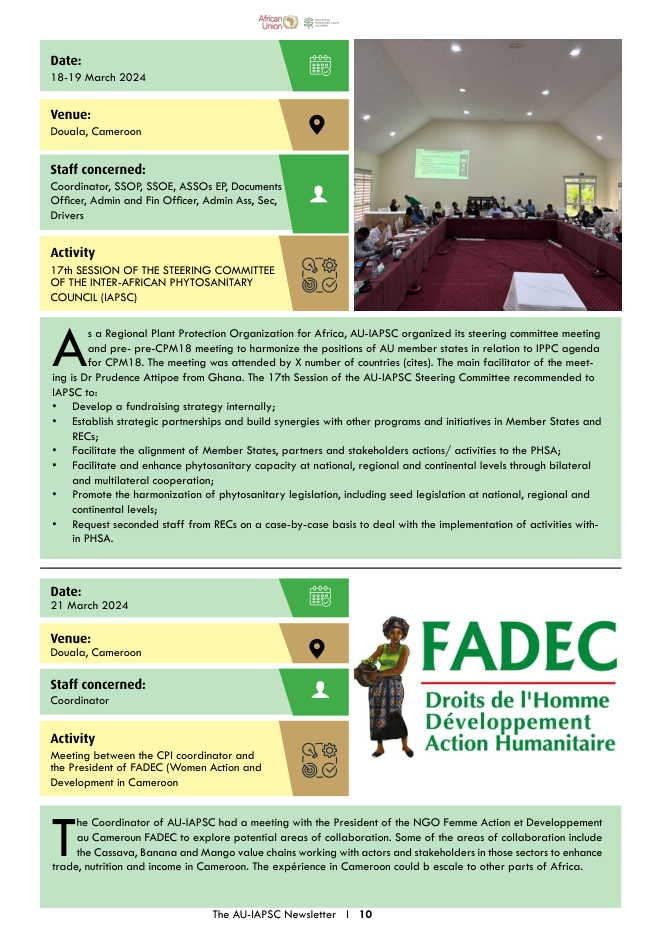 African
Union
Date:
18-19 March 2024
Venue:
Douala, Cameroon
Staff concerned:
Coordinator, SSOP, SSOE, ASSOs EP, Documents
Officer, Admin and Fin Officer, Admin Ass, Sec,
Drivers
Activity
17th SESSION OF THE STEERING COMMITTEE
OF THE INTER-AFRICAN PHYTOSANITARY
COUNCIL (IAPSC)
As a Regional Plant Protection Organization for Africa, AU-IAPSC organized its steering committee meeting
and pre- pre-CPM18 meeting to harmonize the positions of AU member states in relation to IPPC agenda
for CPM18. The meeting was attended by X number of countries (cites). The main facilitator of the meet-
ing is Dr Prudence Attipoe from Ghana. The 17th Session of the AU-IAPSC Steering Committee recommended to
IAPSC to:
• Develop a fundraising strategy internally;
• Establish strategic partnerships and build synergies with other programs and initiatives in Member States and
RECs;
• Facilitate the alignment of Member States, partners and stakeholders actions/ activities to the PHSA;
• Facilitate and enhance phytosanitary capacity at national, regional and continental levels through bilateral
and multilateral cooperation;
• Promote the harmonization of phytosanitary legislation, including seed legislation at national, regional and
continental levels;
• Request seconded staff from RECs on a case-by-case basis to deal with the implementation of activities with-
in PHSA.
Date:
21 March 2024
Venue:
Douala, Cameroon
Staff concerned:
Coordinator
Activity
Meeting between the CPI coordinator and
the President of FADEC (Women Action and
Development in Cameroon
FADEC
Droits de l'Homme
Développement
Action Humanitaire
The Coordinator of AU-IAPSC had a meeting with the President of the NGO Femme Action et Developpement
au Cameroun FADEC to explore potential areas of collaboration. Some of the areas of collaboration include
the Cassava, Banana and Mango value chains working with actors and stakeholders in those sectors to enhance
trade, nutrition and income in Cameroon. The expérience in Cameroon could b escale to other parts of Africa.
The AU-IAPSC Newsletter I 10